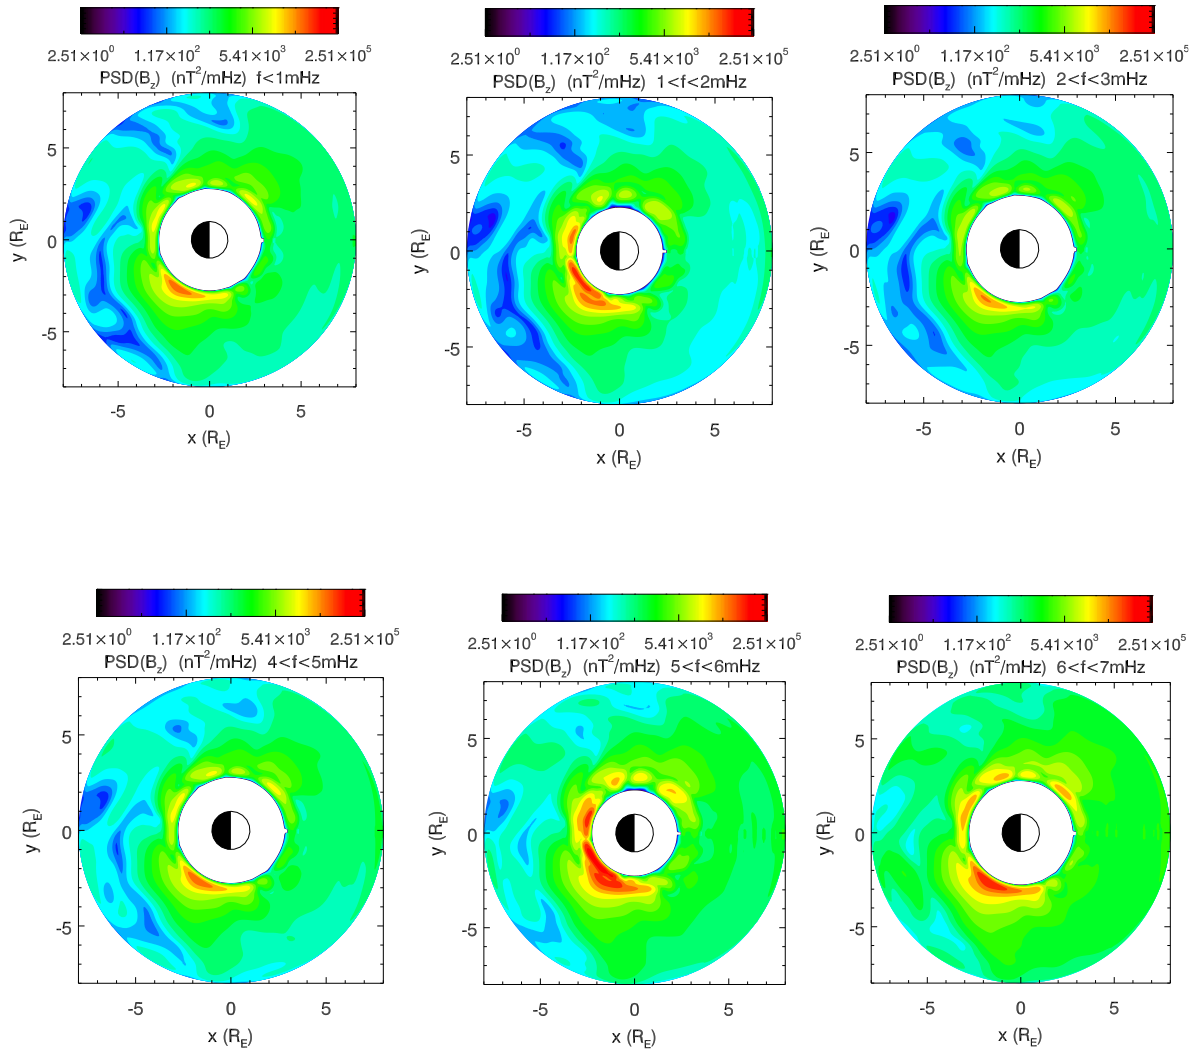 2.51×10⁰ 1.17×10² 5.41×10³ 2.51×10⁵
PSD(B_z) (nT²/mHz) f<1mHz
5
0
-5
y (R_E)
-5 0 5
x (R_E)
2.51×10⁰ 1.17×10² 5.41×10³ 2.51×10⁵
PSD(B_z) (nT²/mHz) 1<f<2mHz
5
0
-5
y (R_E)
-5 0 5
x (R_E)
2.51×10⁰ 1.17×10² 5.41×10³ 2.51×10⁵
PSD(B_z) (nT²/mHz) 2<f<3mHz
5
0
-5
y (R_E)
-5 0 5
x (R_E)
2.51×10⁰ 1.17×10² 5.41×10³ 2.51×10⁵
PSD(B_z) (nT²/mHz) 4<f<5mHz
5
0
-5
y (R_E)
-5 0 5
x (R_E)
2.51×10⁰ 1.17×10² 5.41×10³ 2.51×10⁵
PSD(B_z) (nT²/mHz) 5<f<6mHz
5
0
-5
y (R_E)
-5 0 5
x (R_E)
2.51×10⁰ 1.17×10² 5.41×10³ 2.51×10⁵
PSD(B_z) (nT²/mHz) 6<f<7mHz
5
0
-5
y (R_E)
-5 0 5
x (R_E)